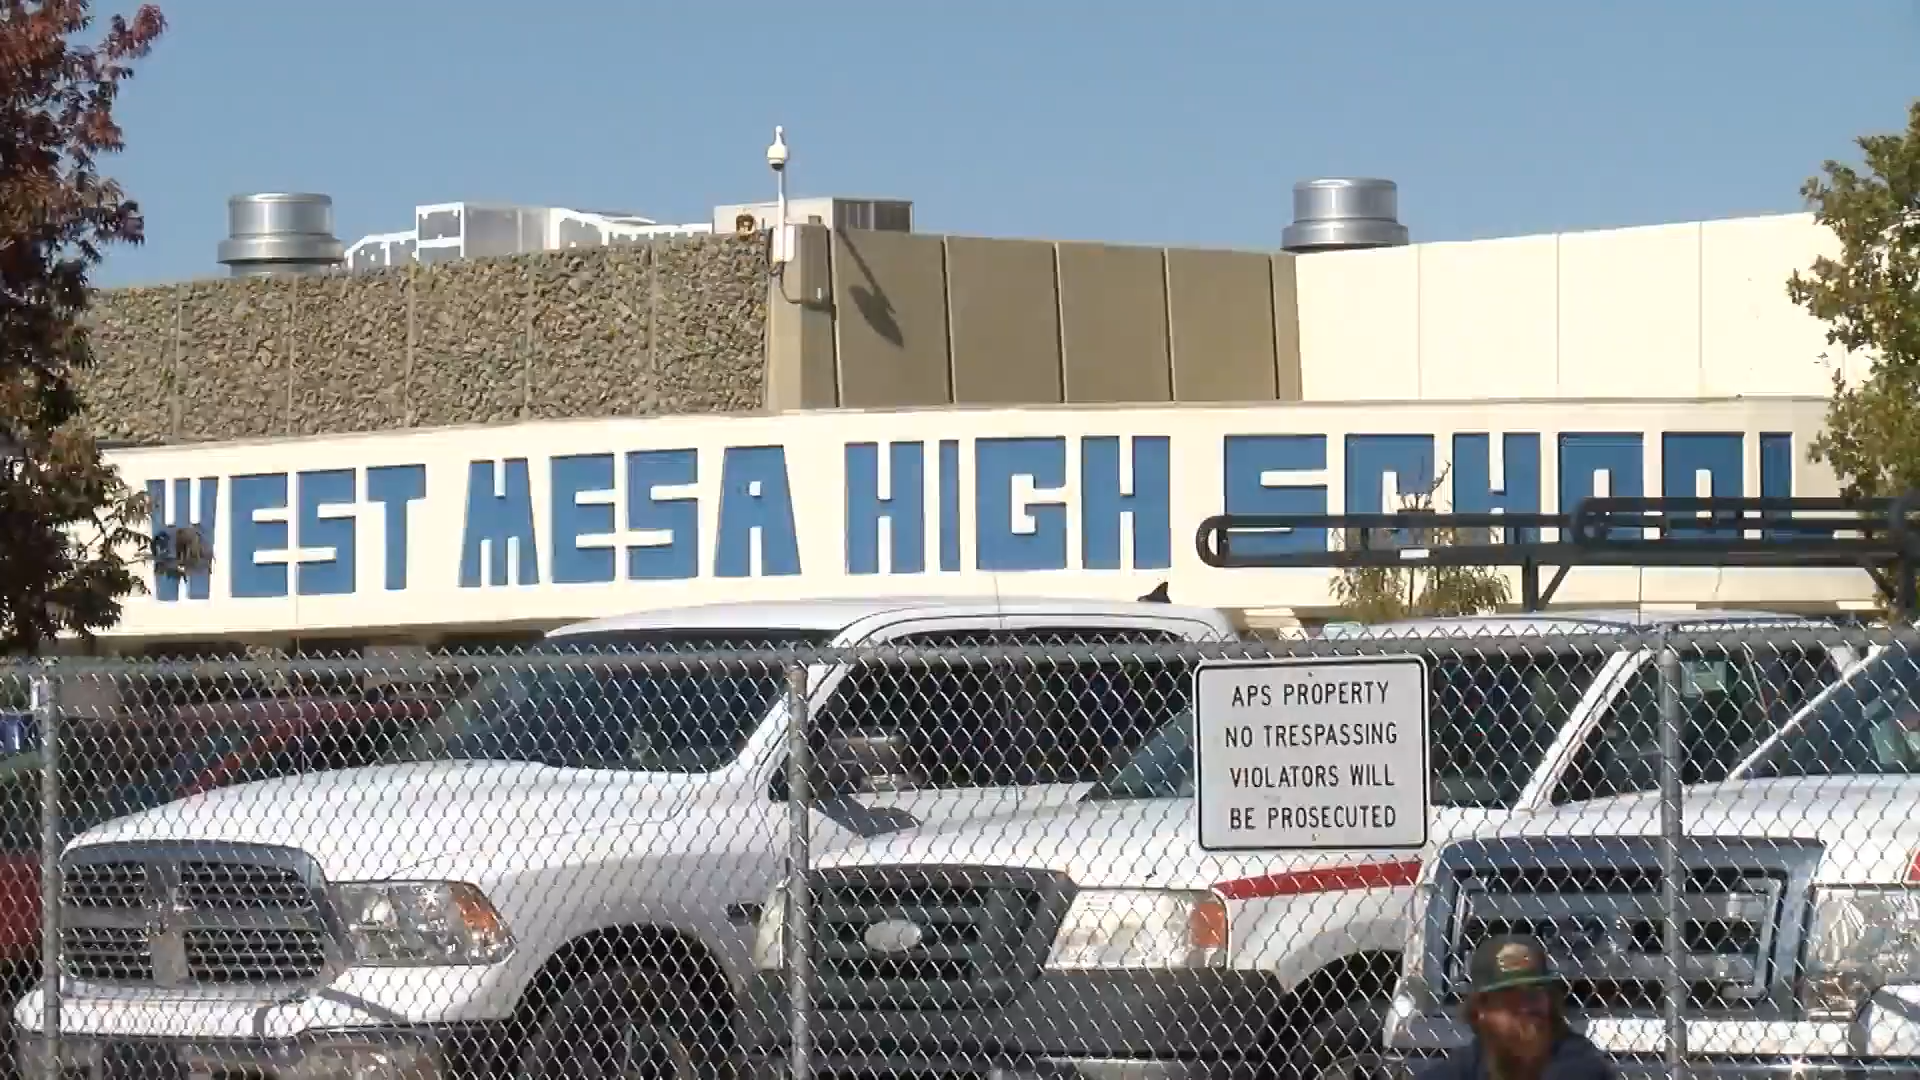 WEST MESA HIGH SCHOOL
APS PROPERTY
NO TRESPASSING
VIOLATORS WILL
BE PROSECUTED